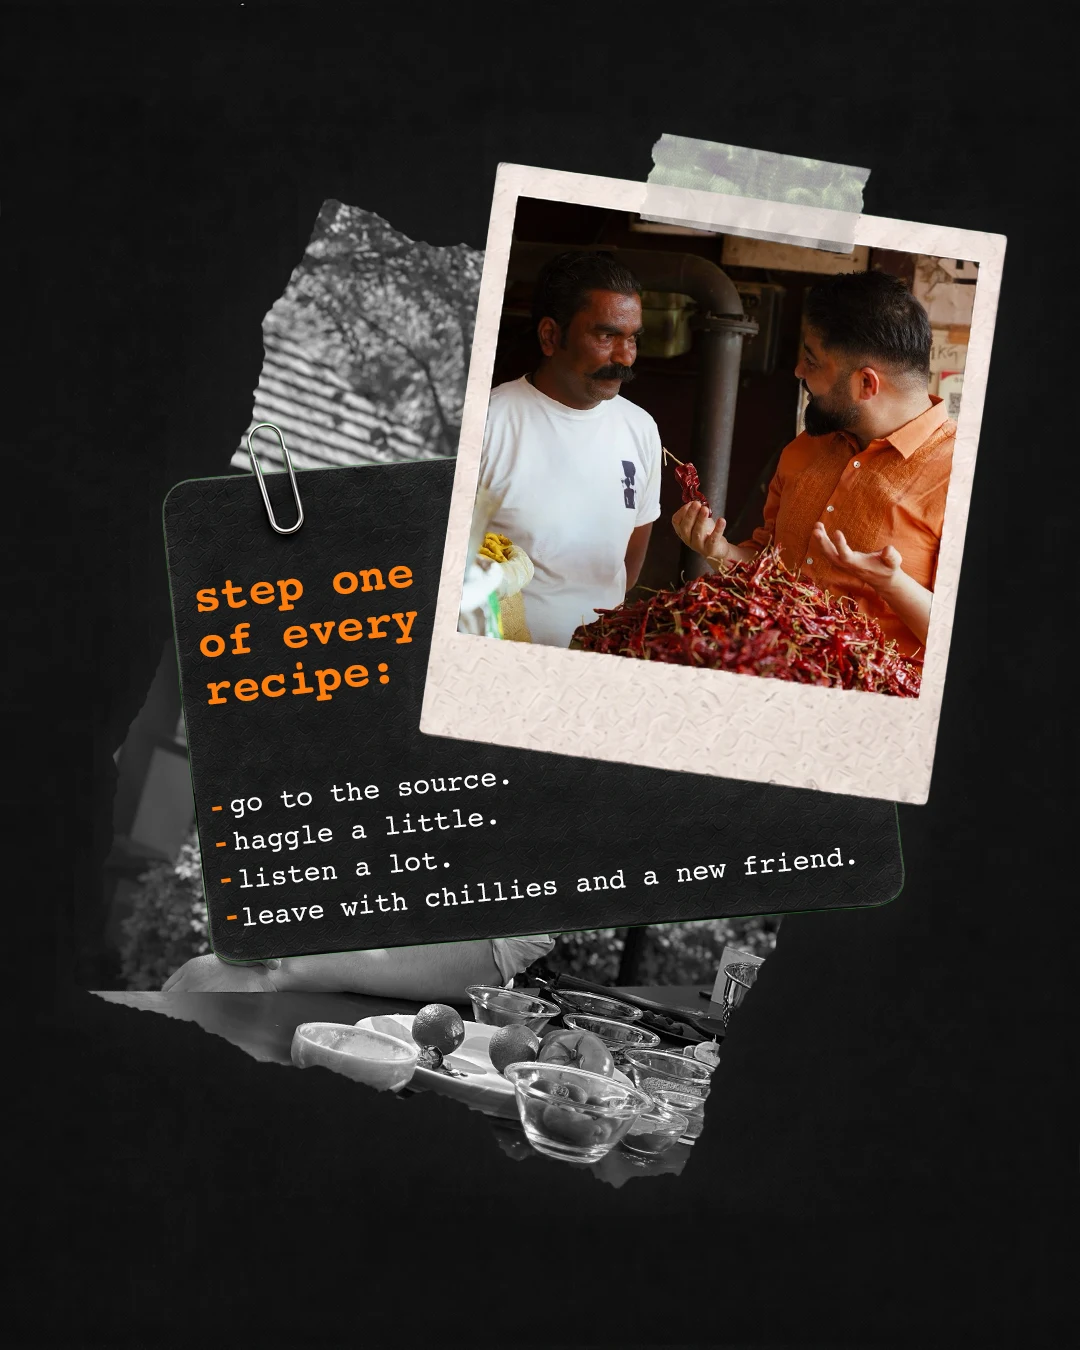 step one
of every
recipe:
- go to the source.
- haggle a little.
- listen a lot.
- leave with chillies and a new friend.